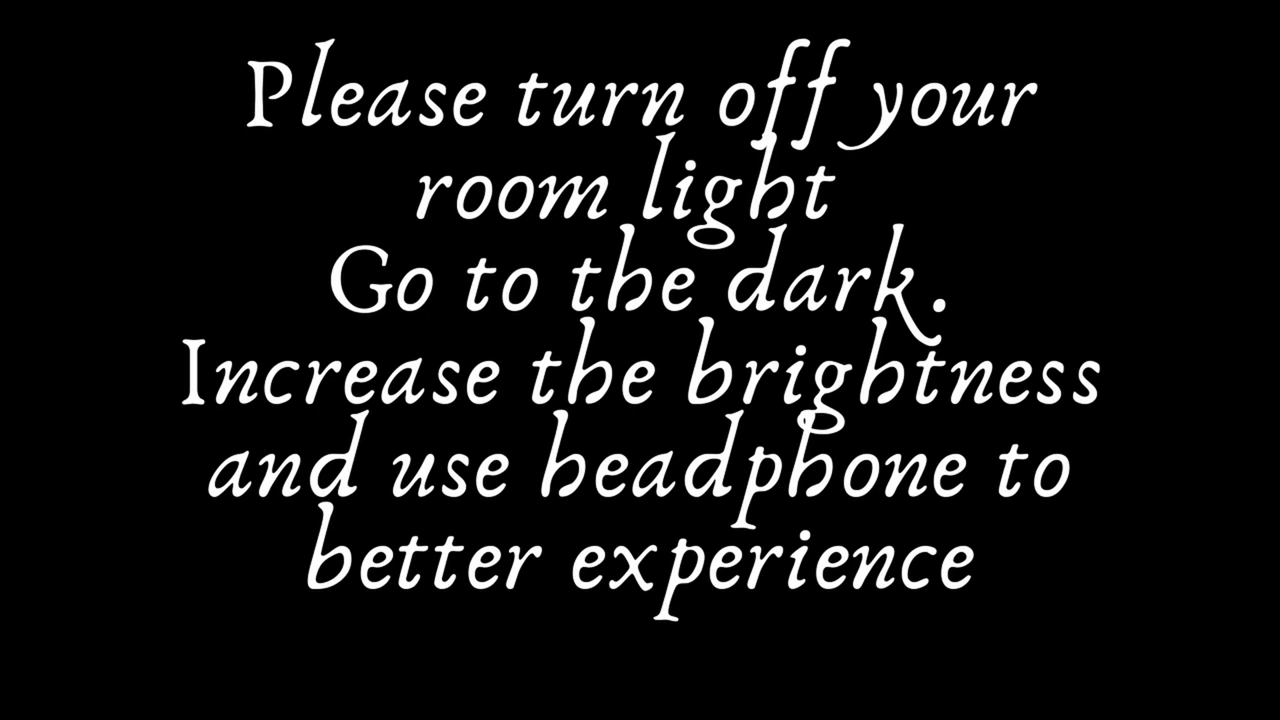 Please turn off your
room light
Go to the dark.
Increase the brightness
and use headphone to
better experience